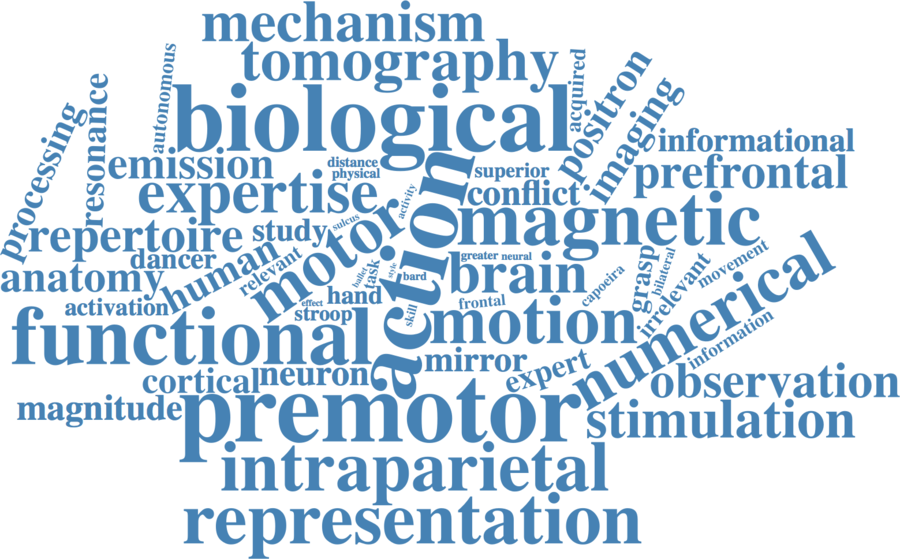 mechanism
tomography
biological
autonomous
acquired
positron
imaging
processing
resonance
emission
distance
physical
superior
informational
expertise
conflict
prefrontal
activity
action
repertoire
study
sulcus
motor
magnetic
dancer
human
relevant
anatomy
ballet
task
style
bard
greater
neural
brain
capoeira
grasp
bilateral
irrelevant
movement
activation
effect
hand
stroop
skill
frontal
motion
numerical
information
functional
mirror
cortical
neuron
expert
observation
magnitude
premotor
stimulation
intraparietal
representation